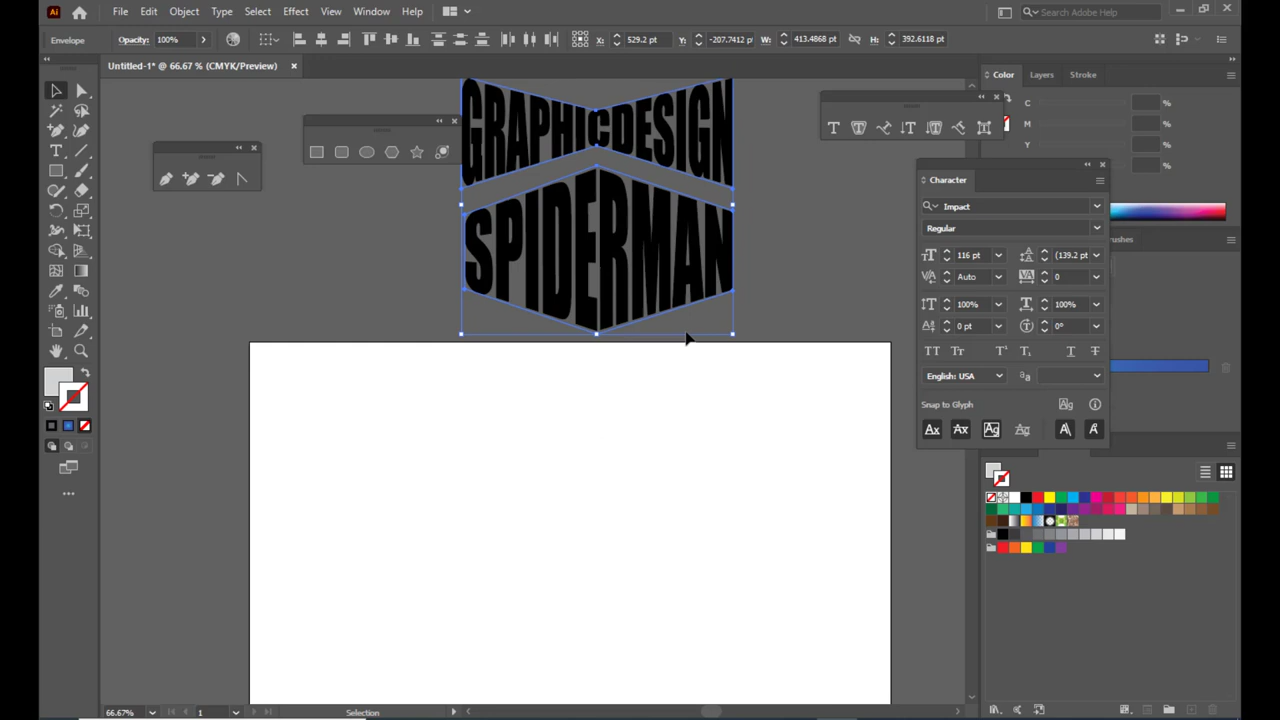 Ai
File Edit Object Type Select Effect View Window Help
Search Adobe Help
Envelope
Opacity: 100%
X: 529.2 pt
Y: -207.7412 p
W: 413.4868 pt
H: 392.6118 pt
Untitled-1* @ 66.67 % (CMYK/Preview)
Color Layers Stroke
C %
M %
Y %
GRAPHICDESIGN
SPIDERMAN
Character
Impact
Regular
116 pt
(139.2 pt
Auto
0
100%
100%
0 pt
0°
English: USA
Snap to Glyph
66.67%
1
Selection